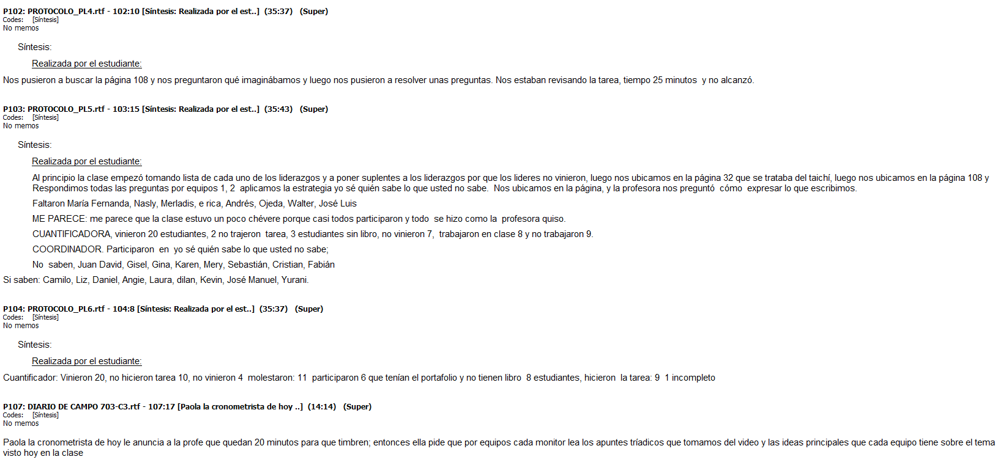 P102: PROTOCOLO_PL4.rtf - 102:10 [Síntesis: Realizada por el est..]  (35:37)   (Super)
Codes:    [Síntesis]
No memos
Síntesis:
Realizada por el estudiante:
Nos pusieron a buscar la página 108 y nos preguntaron qué imaginábamos y luego nos pusieron a resolver unas preguntas. Nos estaban revisando la tarea, tiempo 25 minutos  y no alcanzó.
P103: PROTOCOLO_PL5.rtf - 103:15 [Síntesis: Realizada por el est..]  (35:43)   (Super)
Codes:    [Síntesis]
No memos
Síntesis:
Realizada por el estudiante:
Al principio la clase empezó tomando lista de cada uno de los liderazgos y a poner suplentes a los liderazgos por que los lideres no vinieron, luego nos ubicamos en la página 32 que se trataba del taichí, luego nos ubicamos en la página 108 y
Respondimos todas las preguntas por equipos 1, 2  aplicamos la estrategia yo sé quién sabe lo que usted no sabe.  Nos ubicamos en la página, y la profesora nos preguntó  cómo  expresar lo que escribimos.
Faltaron María Fernanda, Nasly, Merladis, e rica, Andrés, Ojeda, Walter, José Luis
ME PARECE: me parece que la clase estuvo un poco chévere porque casi todos participaron y todo  se hizo como la  profesora quiso.
CUANTIFICADORA, vinieron 20 estudiantes, 2 no trajeron  tarea, 3 estudiantes sin libro, no vinieron 7,  trabajaron en clase 8 y no trabajaron 9.
COORDINADOR. Participaron  en  yo sé quién sabe lo que usted no sabe;
No  saben, Juan David, Gisel, Gina, Karen, Mery, Sebastián, Cristian, Fabián
Si saben: Camilo, Liz, Daniel, Angie, Laura, dilan, Kevin, José Manuel, Yurani.
P104: PROTOCOLO_PL6.rtf - 104:8 [Síntesis: Realizada por el est..]  (35:37)   (Super)
Codes:    [Síntesis]
No memos
Síntesis:
Realizada por el estudiante:
Cuantificador: Vinieron 20, no hicieron tarea 10, no vinieron 4  molestaron: 11  participaron 6 que tenían el portafolio y no tienen libro  8 estudiantes, hicieron  la tarea: 9  1 incompleto
P107: DIARIO DE CAMPO 703-C3.rtf - 107:17 [Paola la cronometrista de hoy ..]  (14:14)   (Super)
Codes:    [Síntesis]
No memos
Paola la cronometrista de hoy le anuncia a la profe que quedan 20 minutos para que timbren; entonces ella pide que por equipos cada monitor lea los apuntes tríadicos que tomamos del video y las ideas principales que cada equipo tiene sobre el tema
visto hoy en la clase